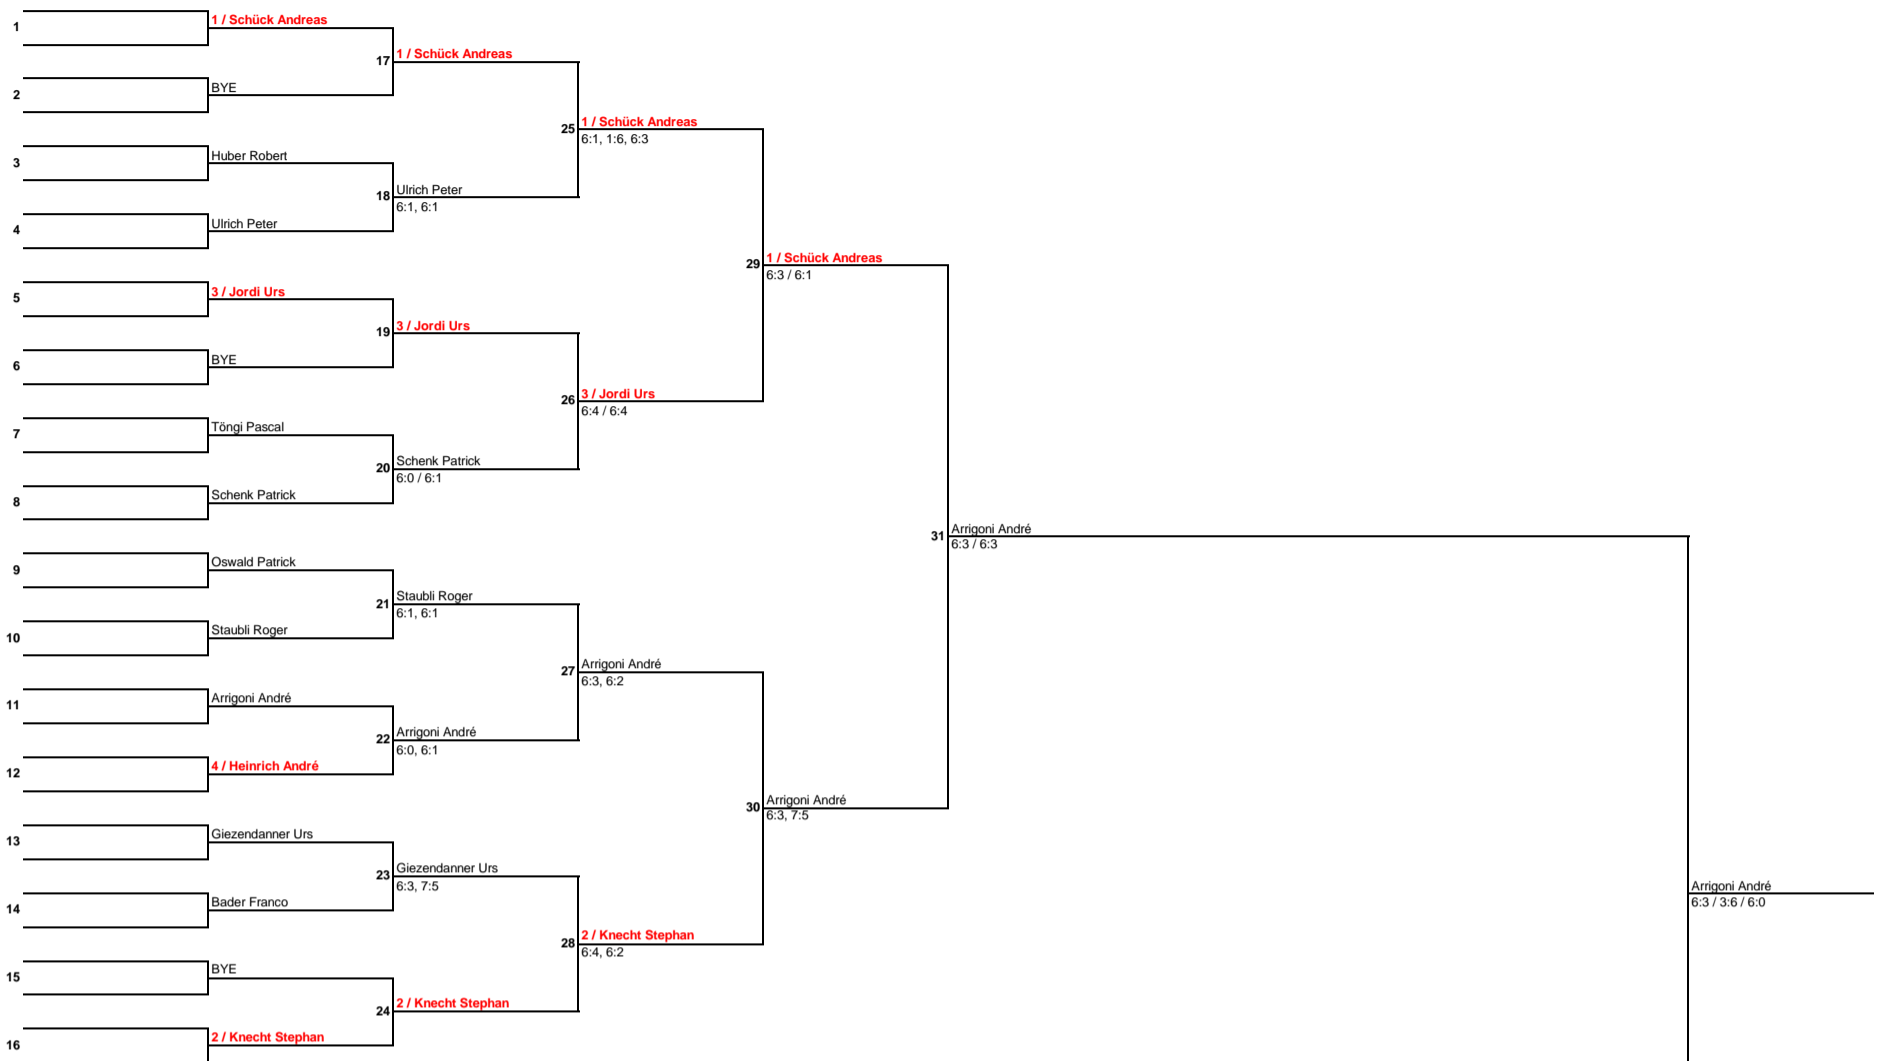 1 / Schück Andreas
1
17 1 / Schück Andreas
BYE
2
1 / Schück Andreas
25
6:1, 1:6, 6:3
Huber Robert
3
Ulrich Peter
18
6:1, 6:1
Ulrich Peter
4
1 / Schück Andreas
29
6:3 / 6:1
3 / Jordi Urs
5
19 3 / Jordi Urs
BYE
6
3 / Jordi Urs
26
6:4 / 6:4
Töngi Pascal
7
Schenk Patrick
20
6:0 / 6:1
Schenk Patrick
8
Arrigoni André
31
6:3 / 6:3
Oswald Patrick
9
Staubli Roger
21
6:1, 6:1
Staubli Roger
10
Arrigoni André
27
6:3, 6:2
Arrigoni André
11
Arrigoni André
22
6:0, 6:1
4 / Heinrich André
12
Arrigoni André
30
6:3, 7:5
Giezendanner Urs
13
Giezendanner Urs
23
6:3, 7:5
Bader Franco
14
Arrigoni André
6:3 / 3:6 / 6:0
2 / Knecht Stephan
28
6:4, 6:2
BYE
15
2 / Knecht Stephan
24
2 / Knecht Stephan
16